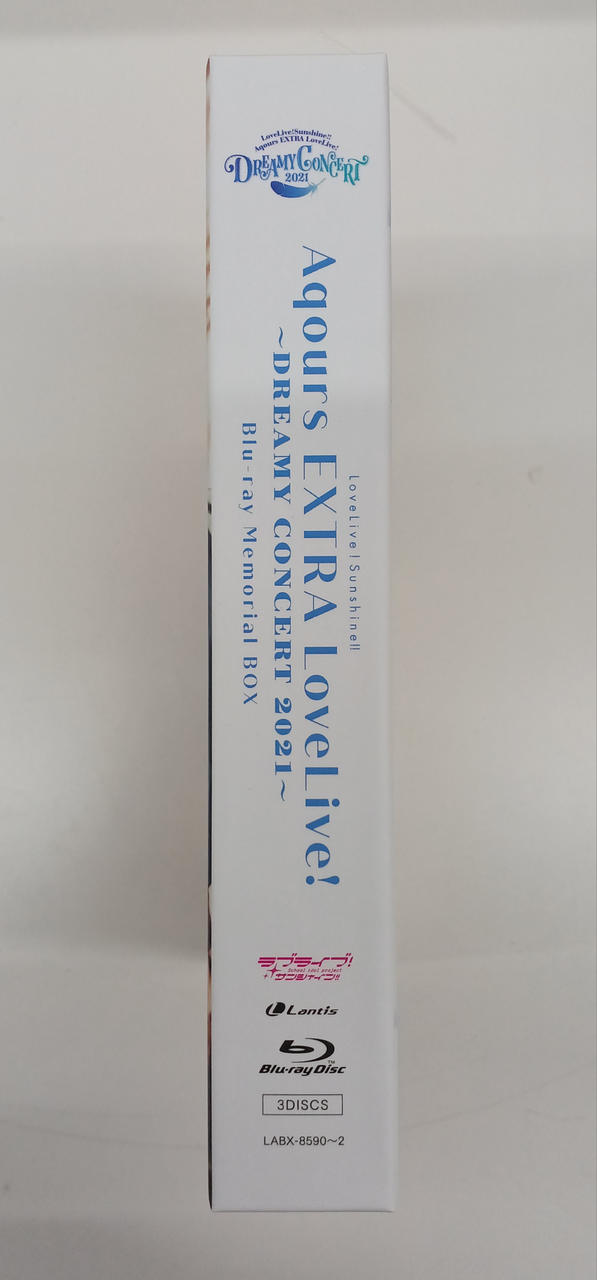 LoveLive!Sunshine!!
Aqours EXTRA LoveLive!
DREAMY CONCERT
2021
LoveLive! Sunshine!!
Aqours EXTRA LoveLive!
~DREAMY CONCERT 2021~
Blu-ray Memorial BOX
ラブライブ!
School idol project
サンシャイン!!
Lantis
Blu-ray Disc™
3DISCS
LABX-8590~2